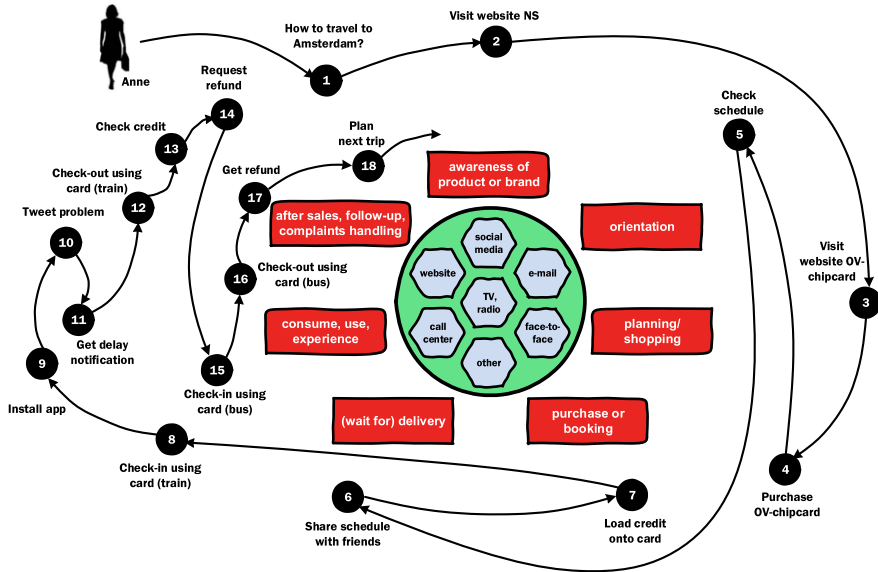 Anne
How to travel to
Amsterdam?
1
Visit website NS
2
Visit
website OV-
chipcard
3
4
Purchase
OV-chipcard
Check
schedule
5
6
Share schedule
with friends
7
Load credit
onto card
8
Check-in using
card (train)
9
Install app
Tweet problem
10
11
Get delay
notification
Check-out using
card (train)
12
Check credit
13
Request
refund
14
15
Check-in using
card (bus)
16
Check-out using
card (bus)
Get refund
17
Plan
next trip
18
awareness of
product or brand
orientation
planning/
shopping
purchase or
booking
(wait for) delivery
consume, use,
experience
after sales, follow-up,
complaints handling
social
media
website
e-mail
TV,
radio
call
center
face-to-
face
other